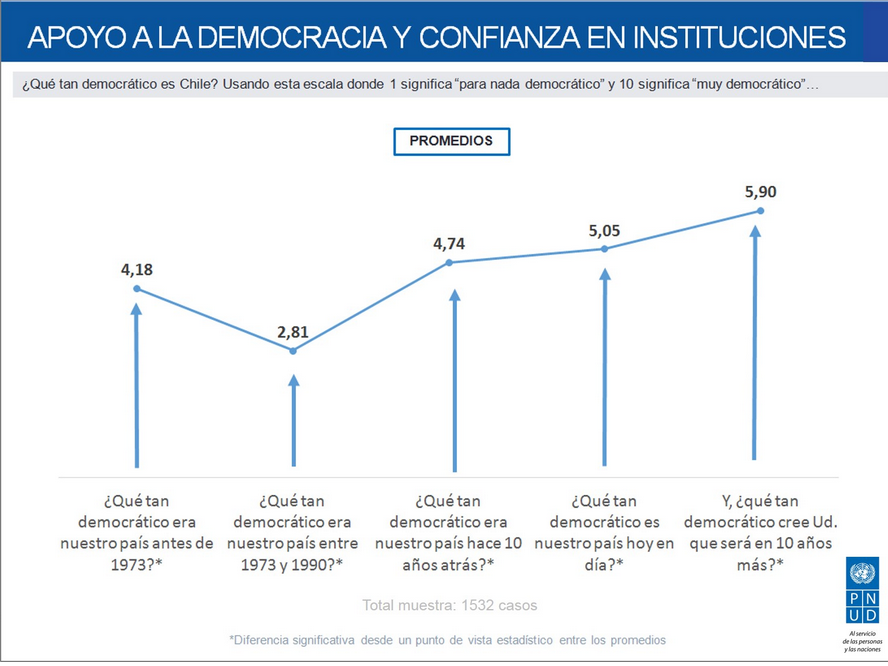 APOYO A LA DEMOCRACIA Y CONFIANZA EN INSTITUCIONES
¿Qué tan democrático es Chile? Usando esta escala donde 1 significa “para nada democrático” y 10 significa “muy democrático”…
PROMEDIOS
4,18
2,81
4,74
5,05
5,90
¿Qué tan
democrático era
nuestro país antes de
1973?*
¿Qué tan
democrático era
nuestro país entre
1973 y 1990?*
¿Qué tan
democrático era
nuestro país hace 10
años atrás?*
¿Qué tan
democrático es
nuestro país hoy en
día?*
Y, ¿qué tan
democrático cree Ud.
que será en 10 años
más?*
Total muestra: 1532 casos
*Diferencia significativa desde un punto de vista estadístico entre los promedios
P N
U D
Al servicio
de las personas
y las naciones